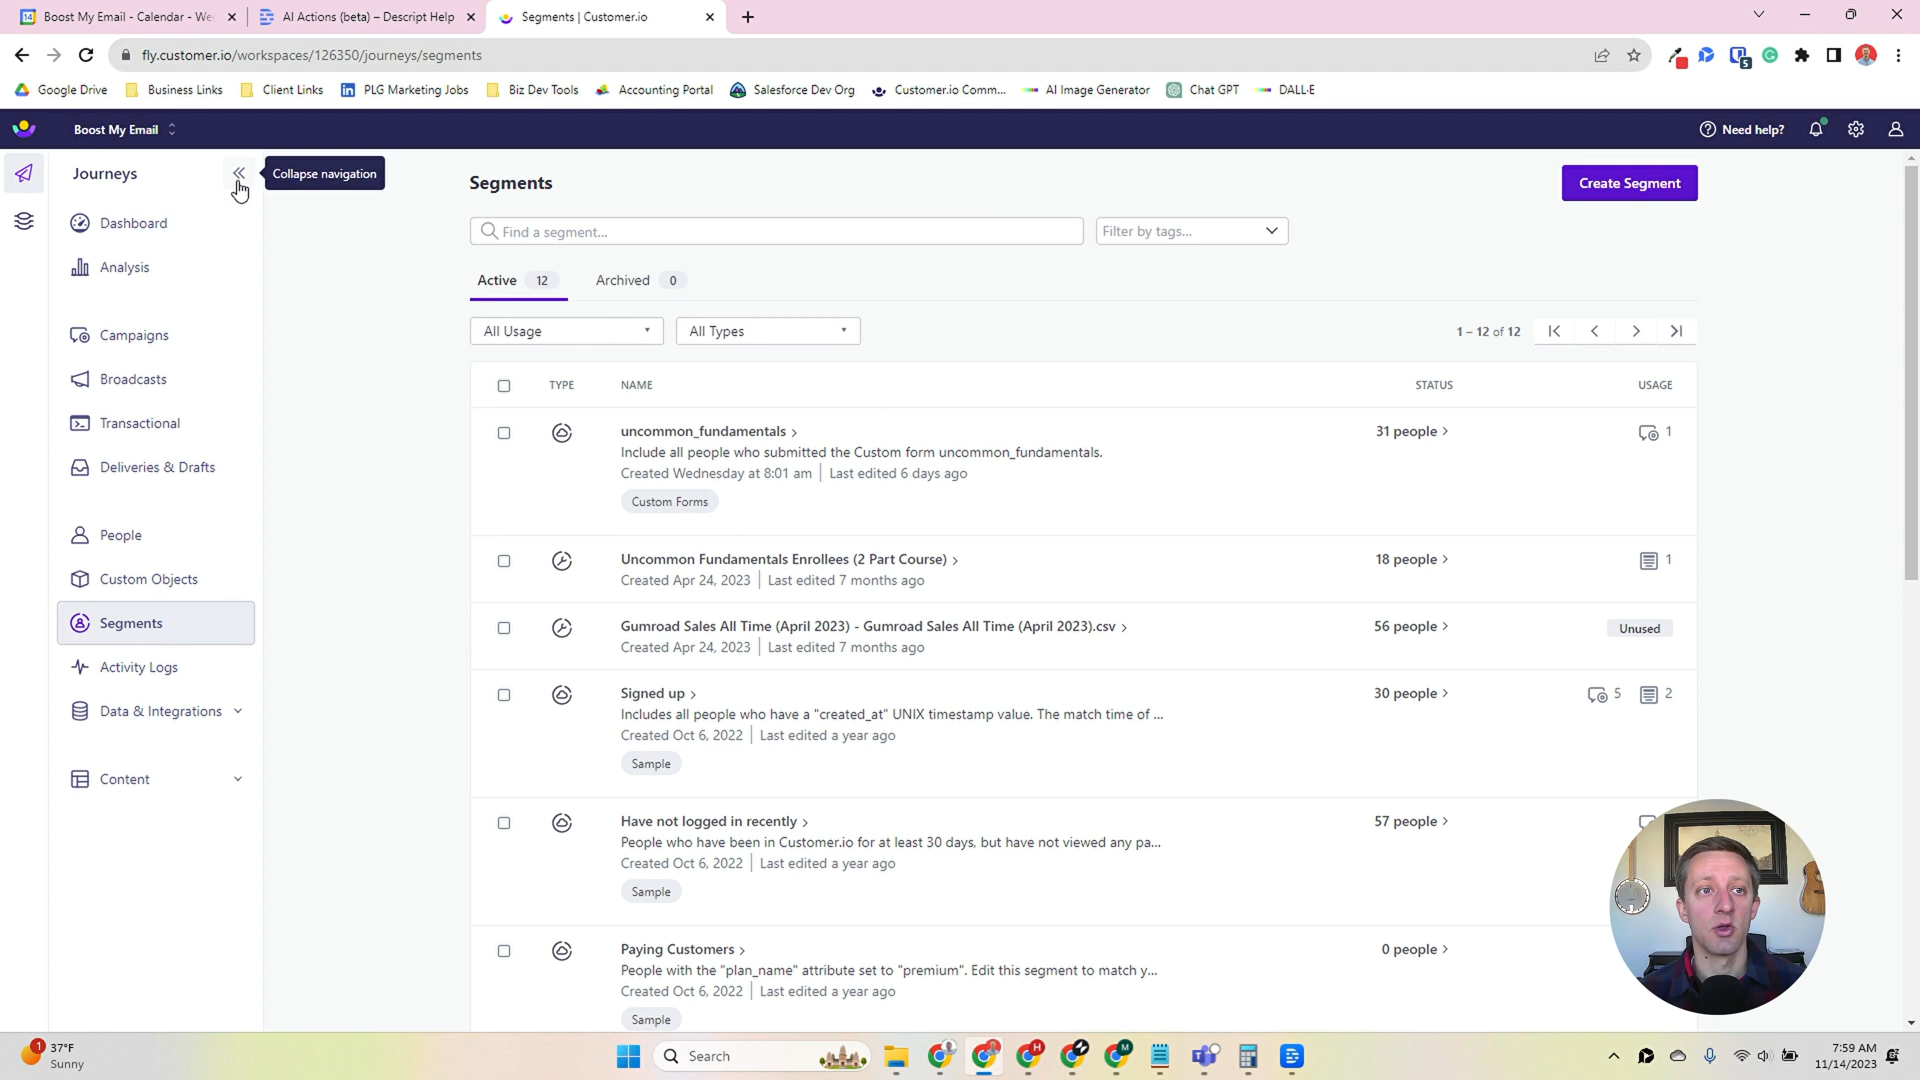 Boost My Email - Calendar - We
AI Actions (beta) – Descript Help
Segments | Customer.io
fly.customer.io/workspaces/126350/journeys/segments
Google Drive
Business Links
Client Links
PLG Marketing Jobs
Biz Dev Tools
Accounting Portal
Salesforce Dev Org
Customer.io Comm...
AI Image Generator
Chat GPT
DALL·E
Boost My Email
Need help?
Journeys
Collapse navigation
Dashboard
Analysis
Campaigns
Broadcasts
Transactional
Deliveries & Drafts
People
Custom Objects
Segments
Activity Logs
Data & Integrations
Content
Segments
Create Segment
Find a segment...
Filter by tags...
Active 12
Archived 0
All Usage
All Types
1 – 12 of 12
TYPE NAME STATUS USAGE
uncommon_fundamentals
31 people
1
Include all people who submitted the Custom form uncommon_fundamentals.
Created Wednesday at 8:01 am | Last edited 6 days ago
Custom Forms
Uncommon Fundamentals Enrollees (2 Part Course)
18 people
1
Created Apr 24, 2023 | Last edited 7 months ago
Gumroad Sales All Time (April 2023) - Gumroad Sales All Time (April 2023).csv
56 people
Unused
Created Apr 24, 2023 | Last edited 7 months ago
Signed up
30 people
5 2
Includes all people who have a "created_at" UNIX timestamp value. The match time of ...
Created Oct 6, 2022 | Last edited a year ago
Sample
Have not logged in recently
57 people
People who have been in Customer.io for at least 30 days, but have not viewed any pa...
Created Oct 6, 2022 | Last edited a year ago
Sample
Paying Customers
0 people
People with the "plan_name" attribute set to "premium". Edit this segment to match y...
Created Oct 6, 2022 | Last edited a year ago
Sample
37°F
Sunny
Search
7:59 AM
11/14/2023